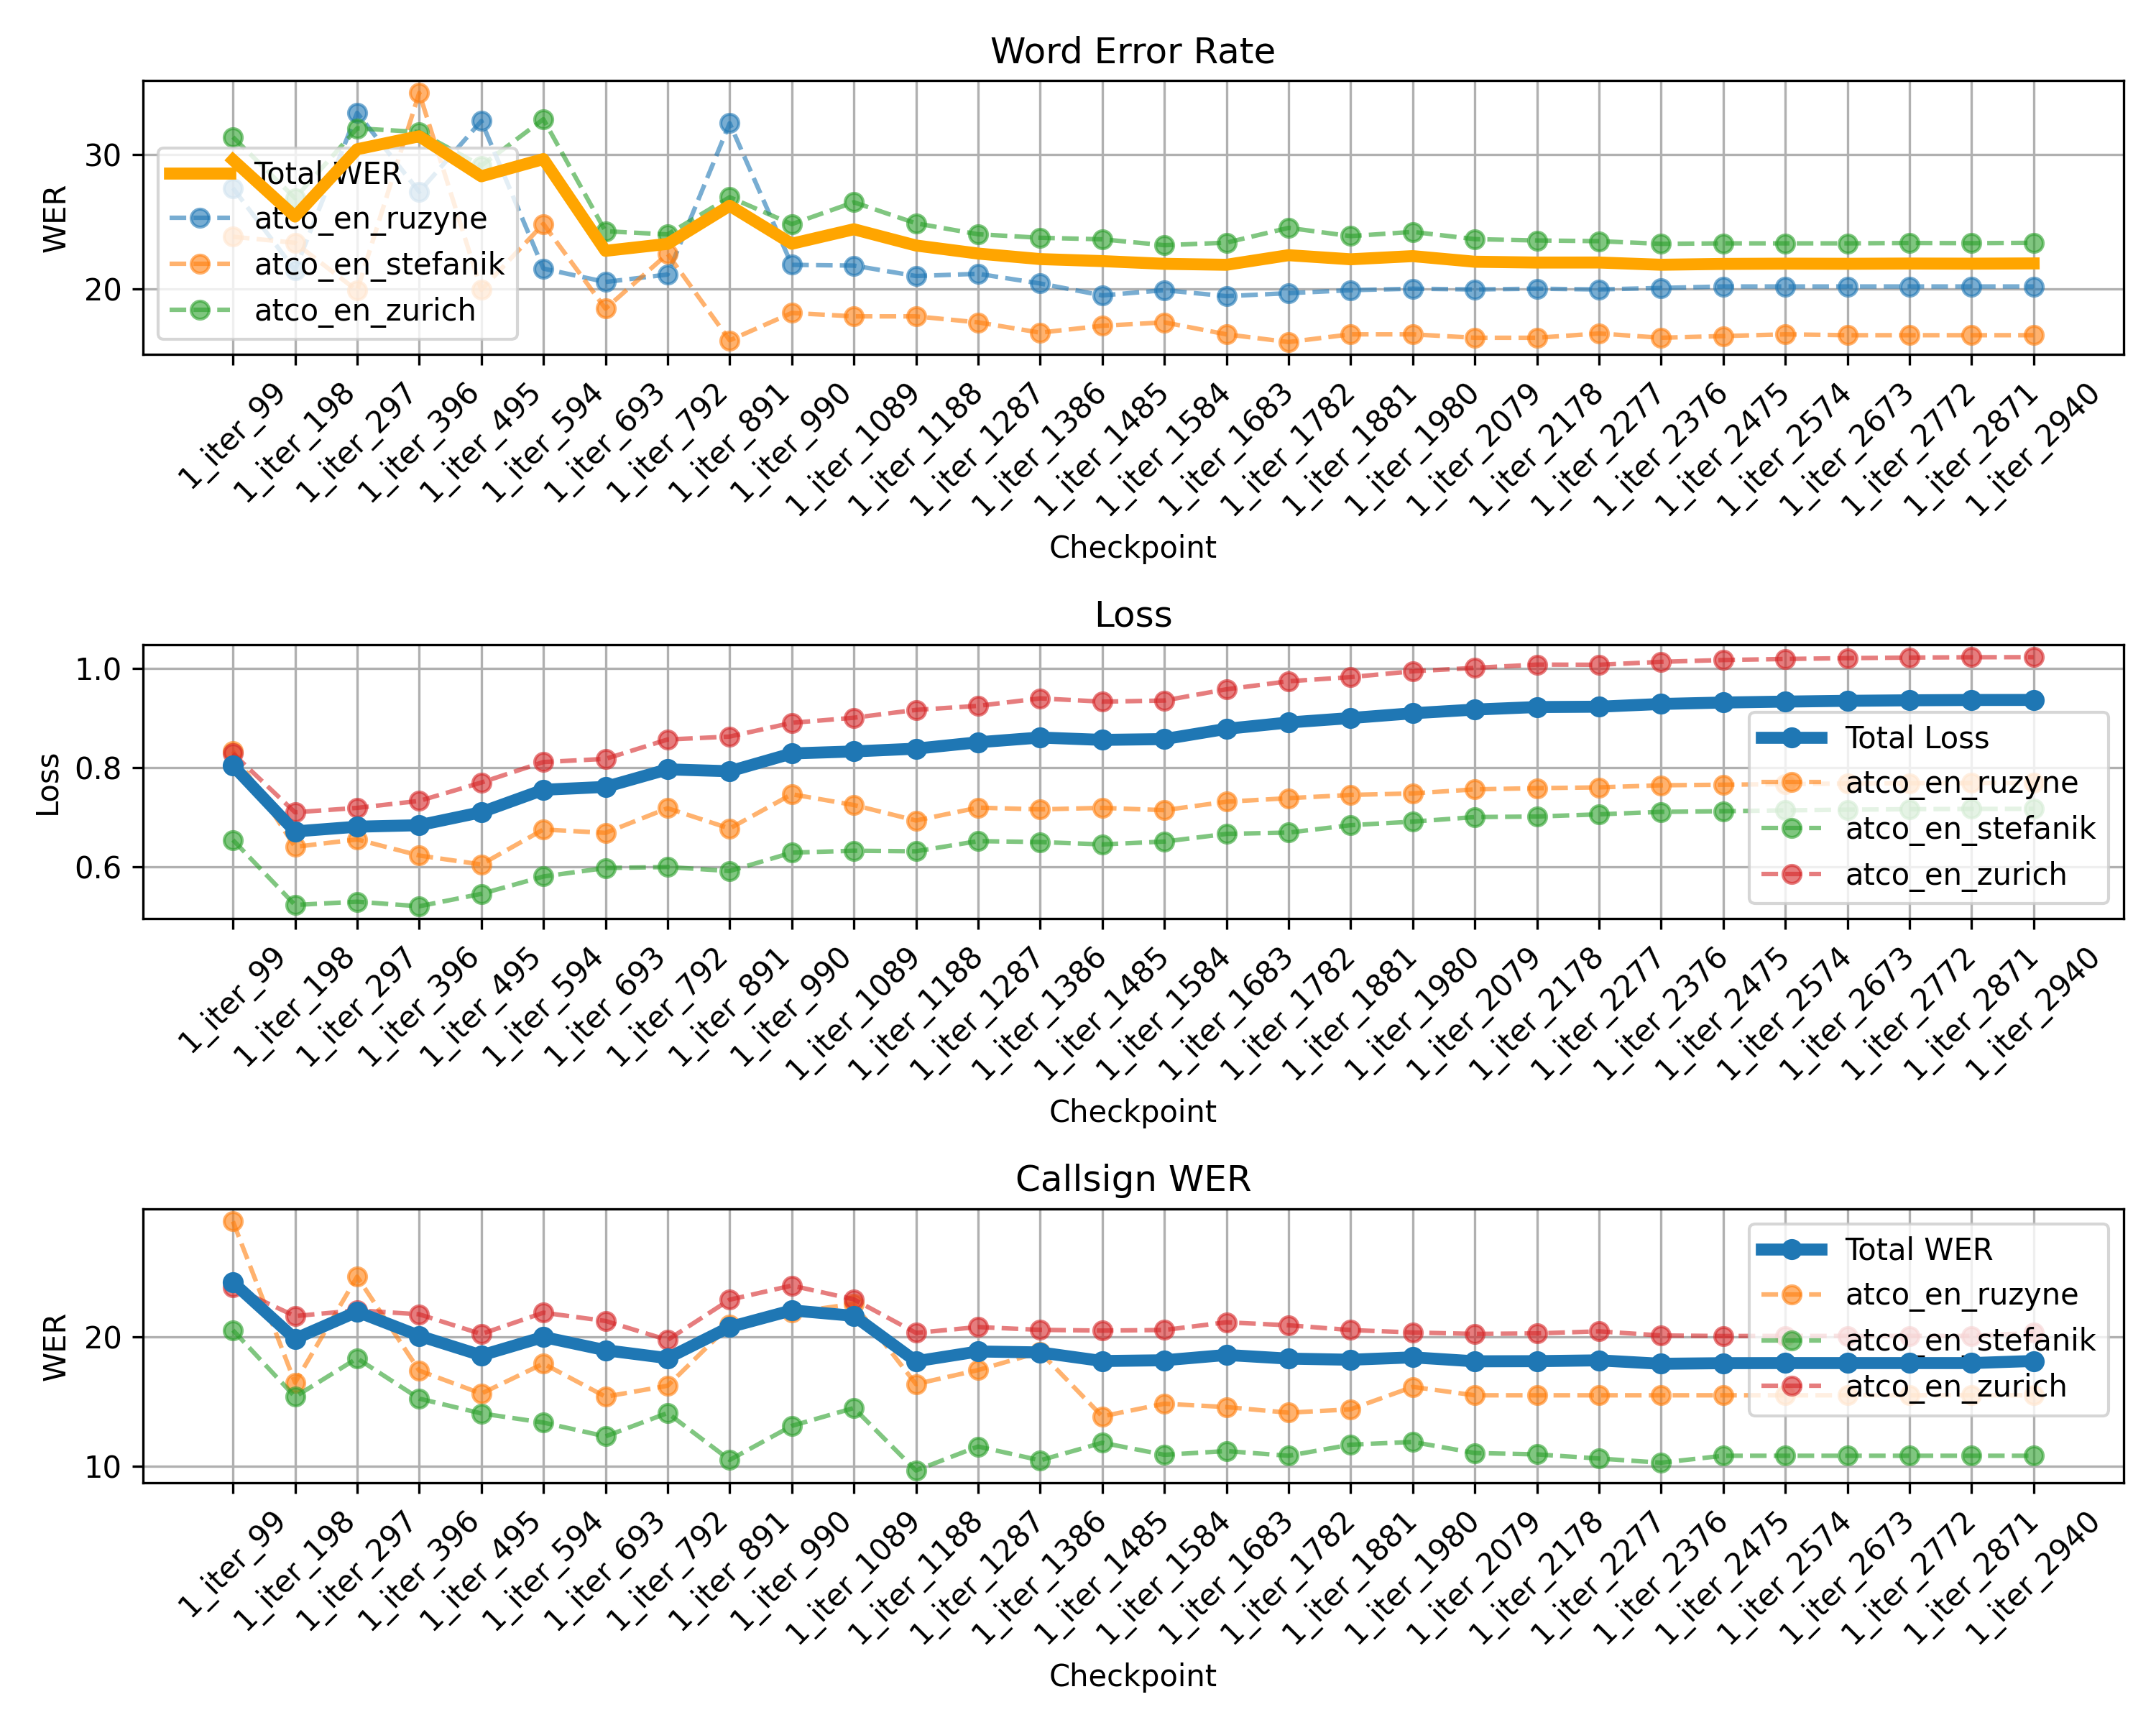 Word Error Rate
WER
30
20
Total WER
atco_en_ruzyne
atco_en_stefanik
atco_en_zurich
1_iter_99
1_iter_198
1_iter_297
1_iter_396
1_iter_495
1_iter_594
1_iter_693
1_iter_792
1_iter_891
1_iter_990
1_iter_1089
1_iter_1188
1_iter_1287
1_iter_1386
1_iter_1485
1_iter_1584
1_iter_1683
1_iter_1782
1_iter_1881
1_iter_1980
1_iter_2079
1_iter_2178
1_iter_2277
1_iter_2376
1_iter_2475
1_iter_2574
1_iter_2673
1_iter_2772
1_iter_2871
1_iter_2940
Checkpoint
Loss
Loss
1.0
0.8
0.6
Total Loss
atco_en_ruzyne
atco_en_stefanik
atco_en_zurich
1_iter_99
1_iter_198
1_iter_297
1_iter_396
1_iter_495
1_iter_594
1_iter_693
1_iter_792
1_iter_891
1_iter_990
1_iter_1089
1_iter_1188
1_iter_1287
1_iter_1386
1_iter_1485
1_iter_1584
1_iter_1683
1_iter_1782
1_iter_1881
1_iter_1980
1_iter_2079
1_iter_2178
1_iter_2277
1_iter_2376
1_iter_2475
1_iter_2574
1_iter_2673
1_iter_2772
1_iter_2871
1_iter_2940
Checkpoint
Callsign WER
WER
20
10
Total WER
atco_en_ruzyne
atco_en_stefanik
atco_en_zurich
1_iter_99
1_iter_198
1_iter_297
1_iter_396
1_iter_495
1_iter_594
1_iter_693
1_iter_792
1_iter_891
1_iter_990
1_iter_1089
1_iter_1188
1_iter_1287
1_iter_1386
1_iter_1485
1_iter_1584
1_iter_1683
1_iter_1782
1_iter_1881
1_iter_1980
1_iter_2079
1_iter_2178
1_iter_2277
1_iter_2376
1_iter_2475
1_iter_2574
1_iter_2673
1_iter_2772
1_iter_2871
1_iter_2940
Checkpoint